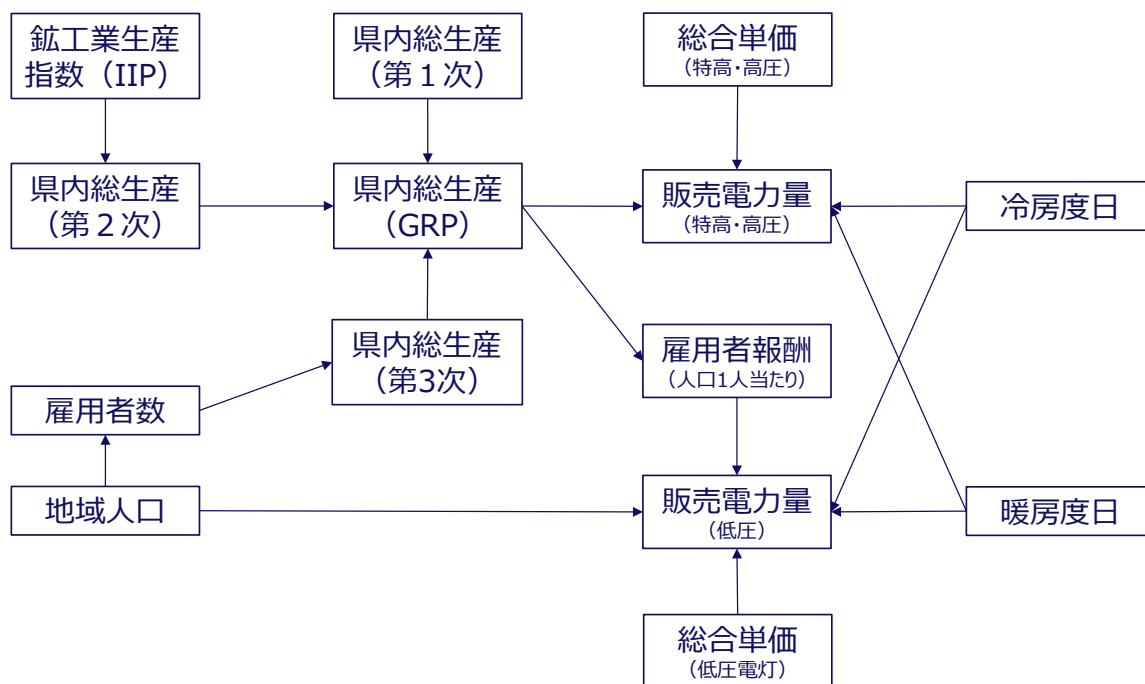 鉱工業生産
指数（IIP）
県内総生産
（第１次）
総合単価
（特高・高圧）
県内総生産
（第２次）
県内総生産
（GRP）
販売電力量
（特高・高圧）
冷房度日
県内総生産
（第3次）
雇用者報酬
（人口1人当たり）
雇用者数
地域人口
販売電力量
（低圧）
暖房度日
総合単価
（低圧電灯）